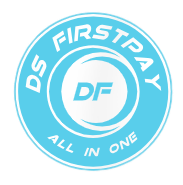 DS FIRSTPAY
DF
ALL IN ONE